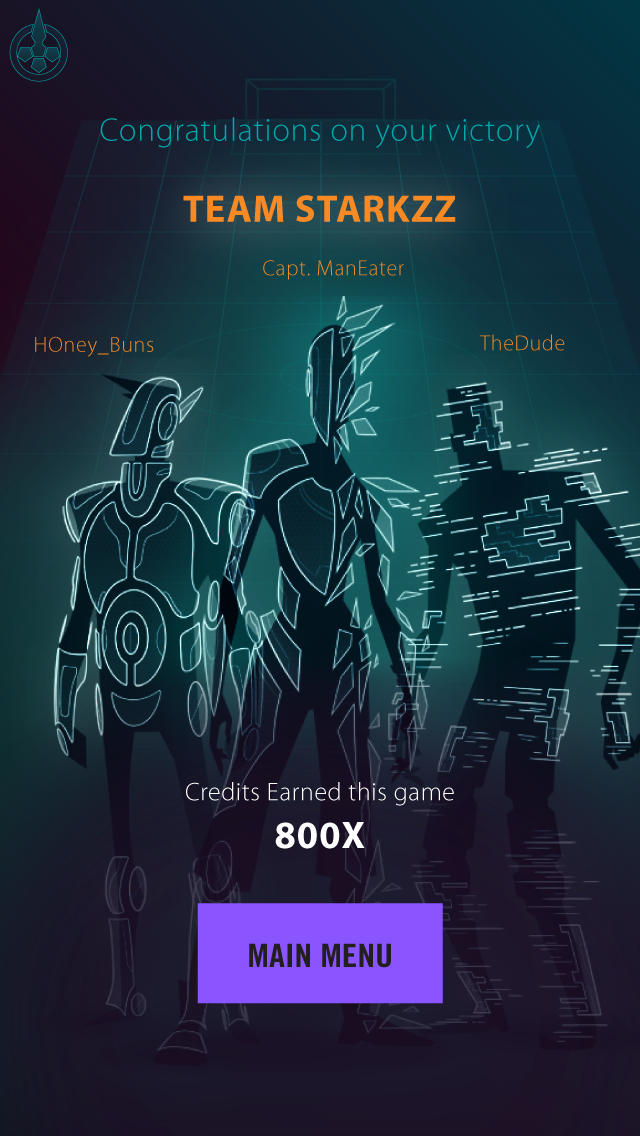 Congratulations on your victory
TEAM STARKZZ
Capt. ManEater
HOney_Buns
TheDude
Credits Earned this game
800X
MAIN MENU